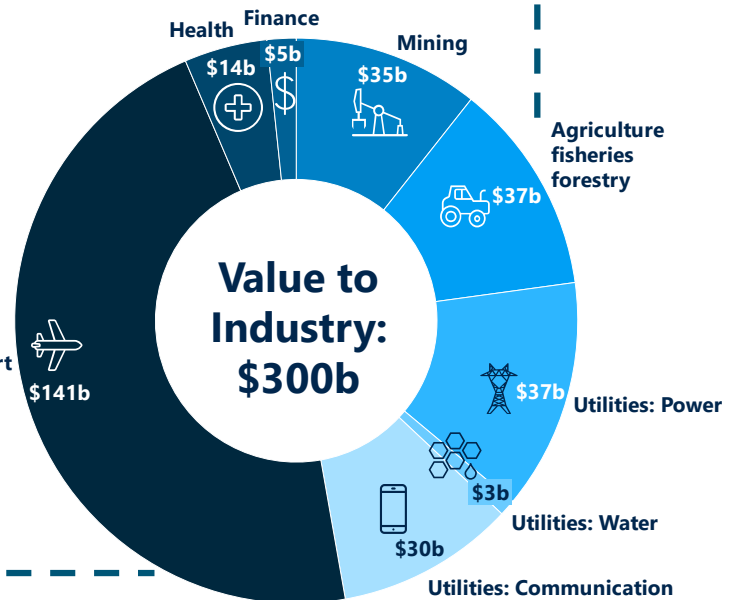 Finance
Health
$5b
Mining
$14b
$35b
Agriculture
fisheries
forestry
$37b
Value to
Industry:
$300b
$141b
$37b
Utilities: Power
$3b
Utilities: Water
$30b
Utilities: Communication